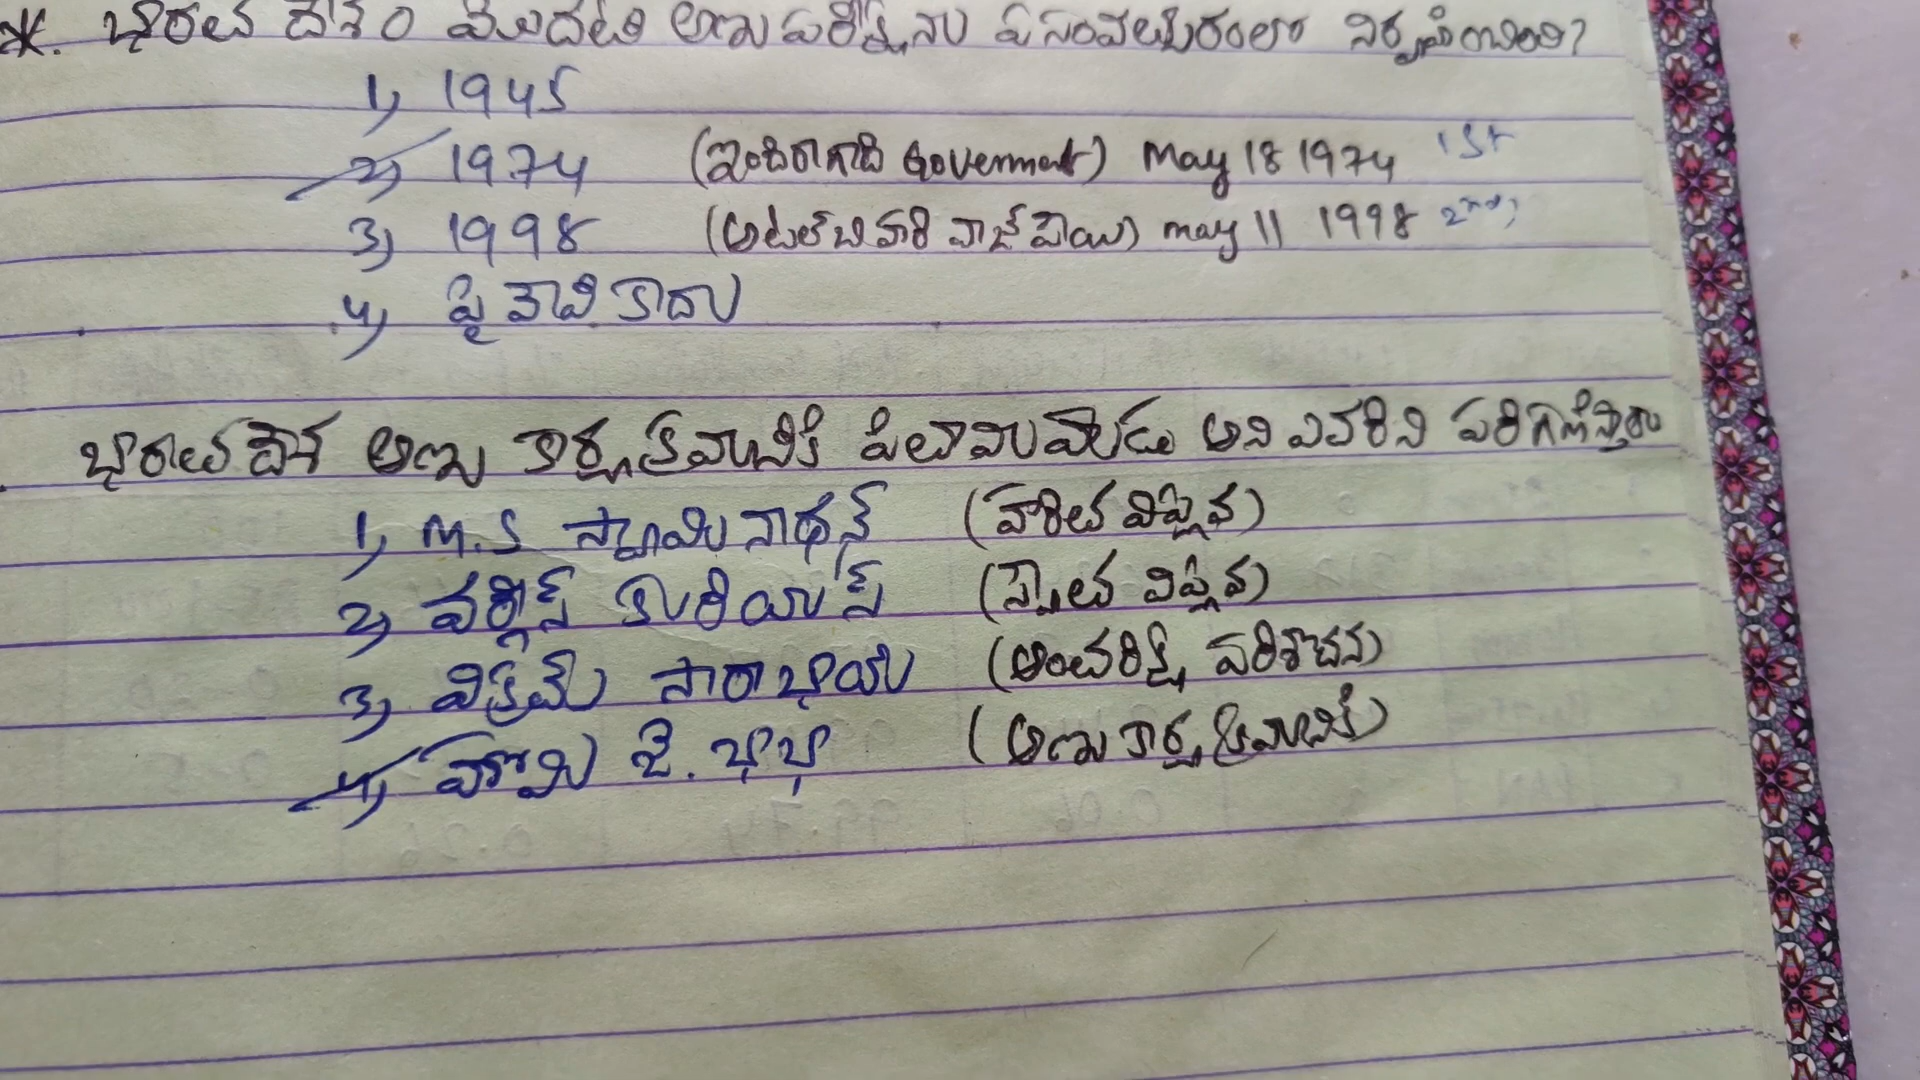 *. భారత దేశం మొదటి అణు పరీక్షను ఏ సంవత్సరంలో నిర్వహించింది?
1) 1945
2) 1974 (ఇందిరాగాది Govenment) May 18 1974 1st
3) 1998 (అటల్ బిహారి వాజ్ పాయి) may 11 1998 2nd
4) పైవేవి కాదు
భారత దేశ అణు కార్యక్రమానికి పితామహుడు అని ఎవరిని పరిగణిస్తారు
1) M.S స్వామి నాథన్ (హరిత విప్లవ)
2) వర్గీస్ కురియన్ (స్వేత విప్లవ)
3) విక్రమ్ సారాభాయి (అంతరిక్ష పరిశోధన)
4) హోమి జె. భాభా (అణు కార్యక్రమానికి)